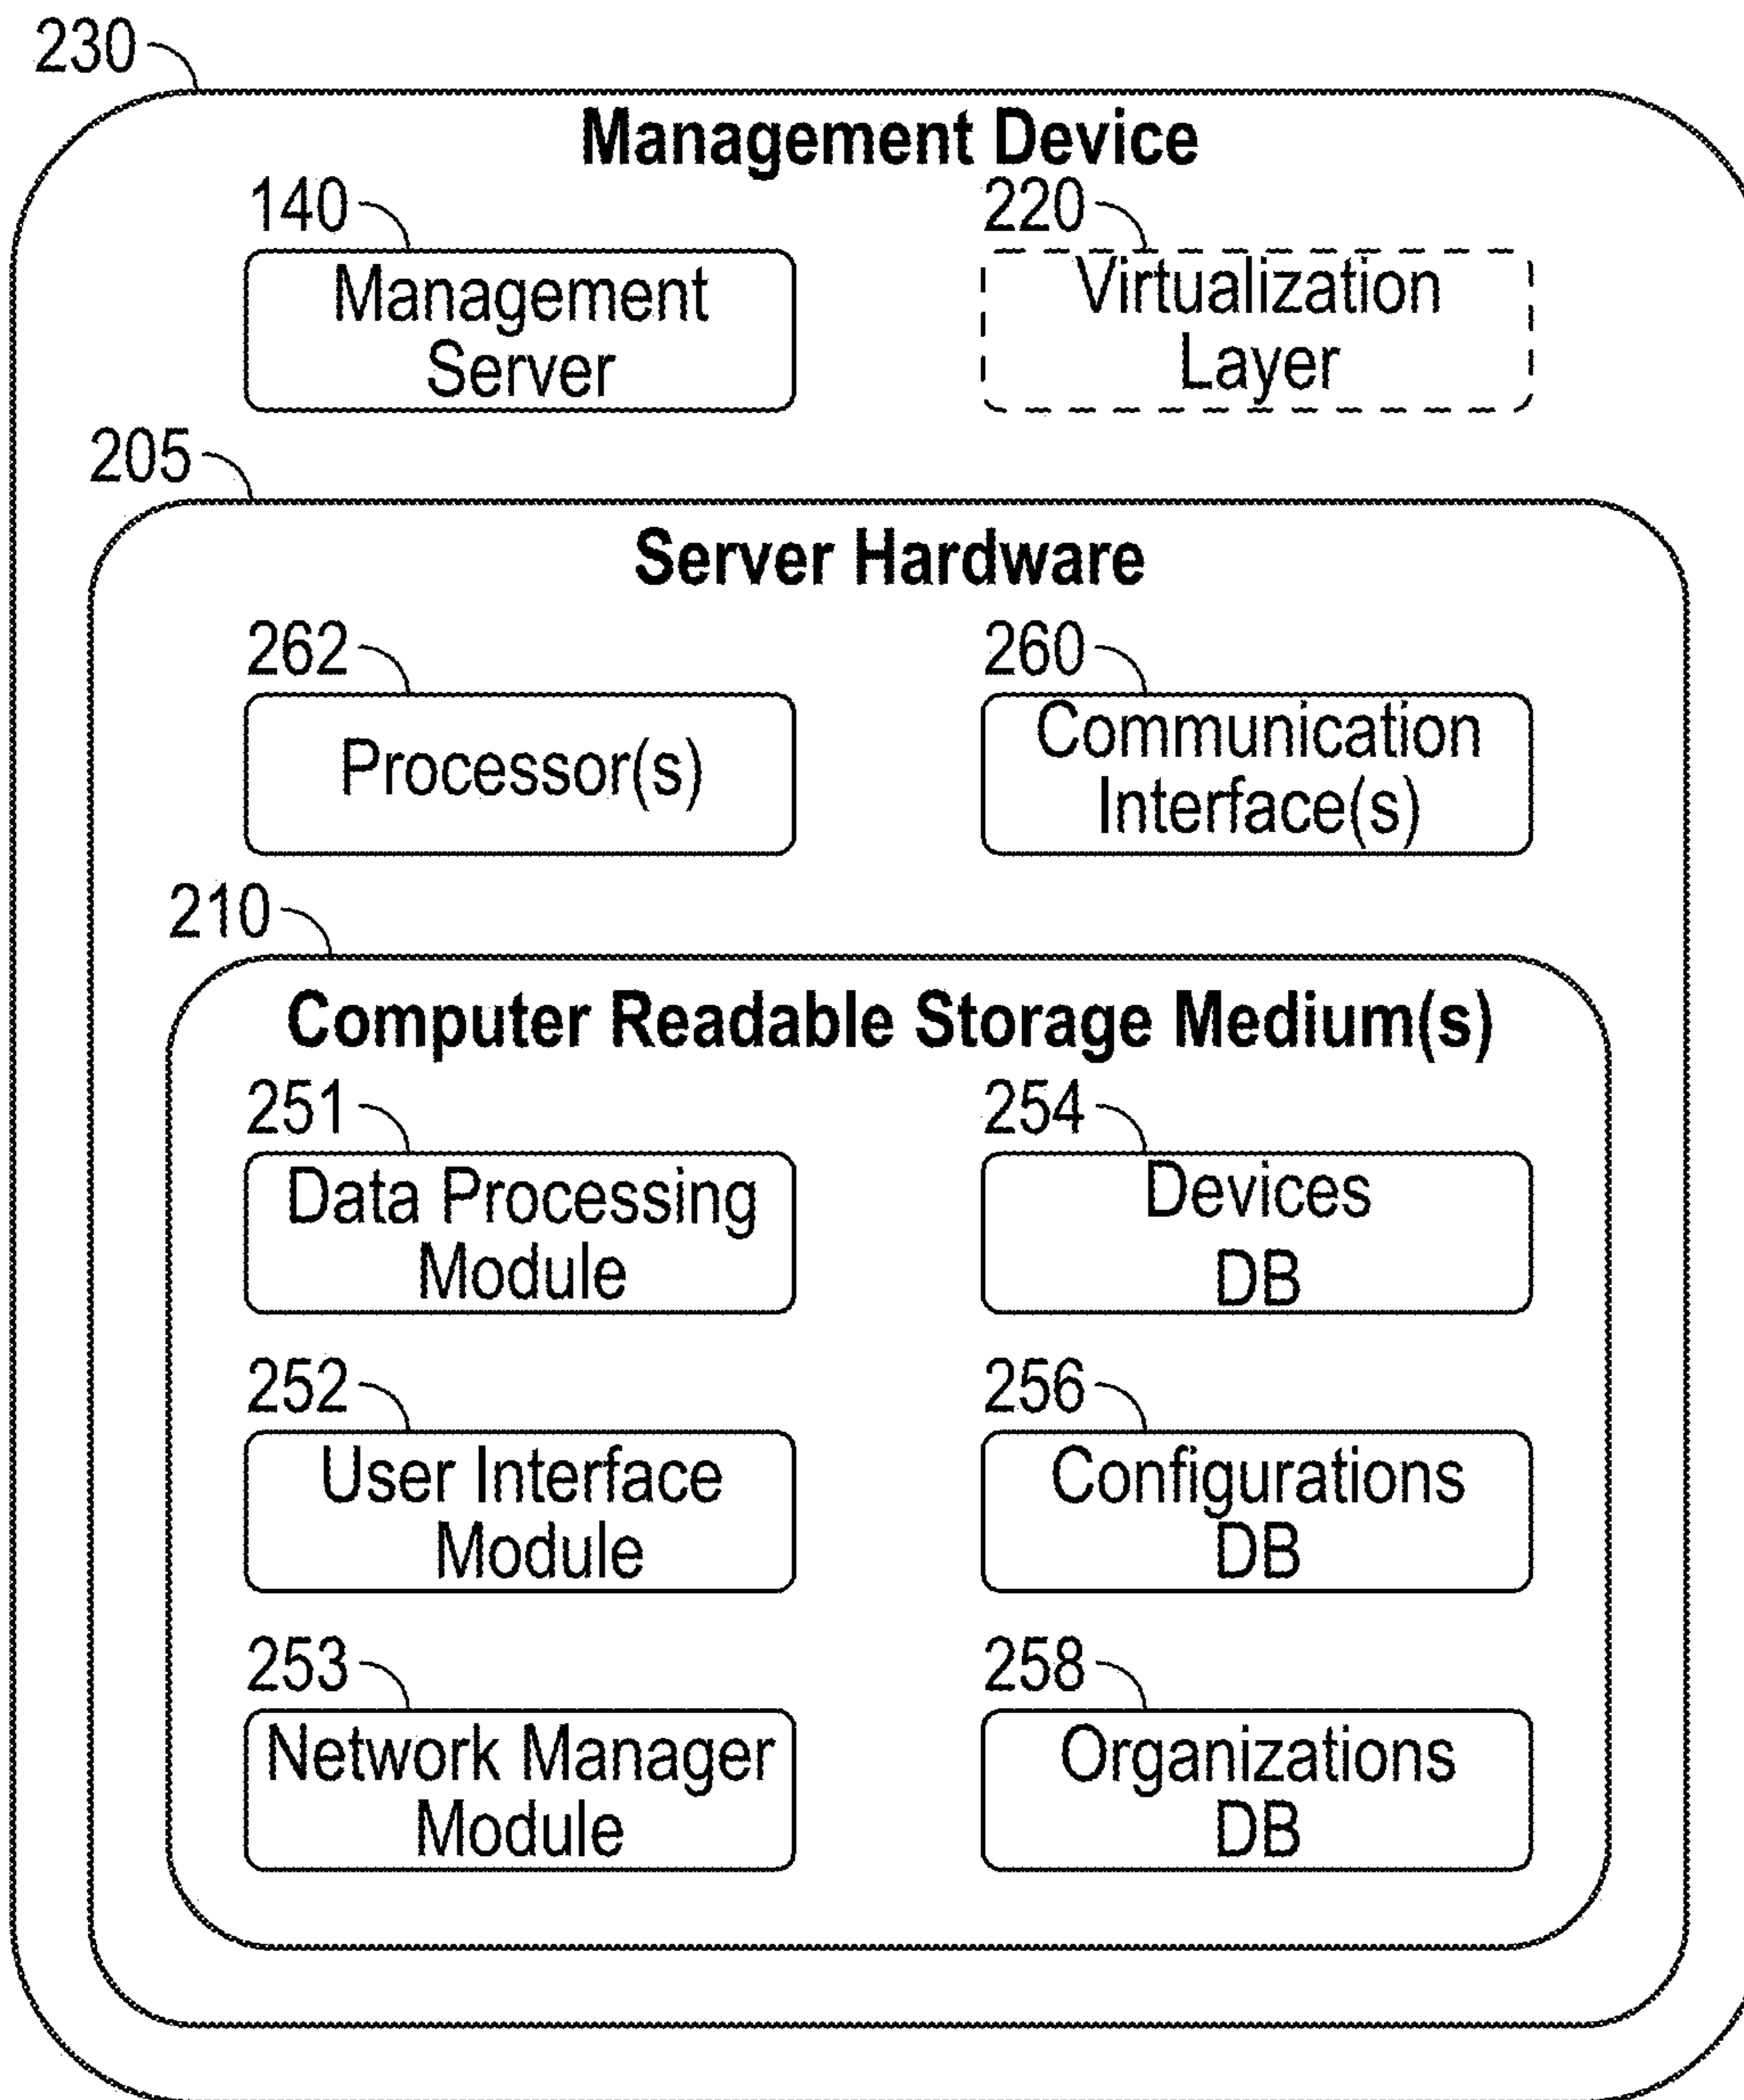 230
Management Device
140
220
Management
Server
Virtualization
Layer
205
Server Hardware
262
260
Processor(s)
Communication
Interface(s)
210
Computer Readable Storage Medium(s)
251
254
Data Processing
Module
Devices
DB
252
256
User Interface
Module
Configurations
DB
253
258
Network Manager
Module
Organizations
DB